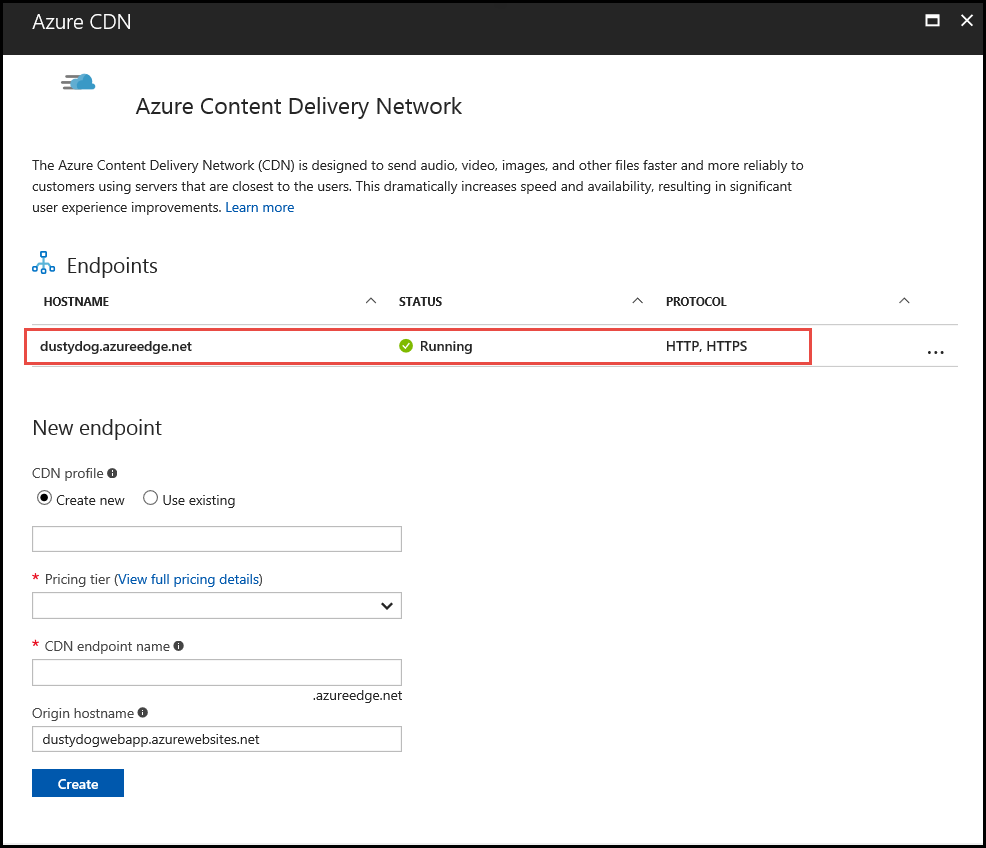 Azure CDN
Azure Content Delivery Network
The Azure Content Delivery Network (CDN) is designed to send audio, video, images, and other files faster and more reliably to
customers using servers that are closest to the users. This dramatically increases speed and availability, resulting in significant
user experience improvements. Learn more
Endpoints
HOSTNAME STATUS PROTOCOL
dustydog.azureedge.net Running HTTP, HTTPS ...
New endpoint
CDN profile
Create new Use existing
* Pricing tier (View full pricing details)
* CDN endpoint name
.azureedge.net
Origin hostname
dustydogwebapp.azurewebsites.net
Create